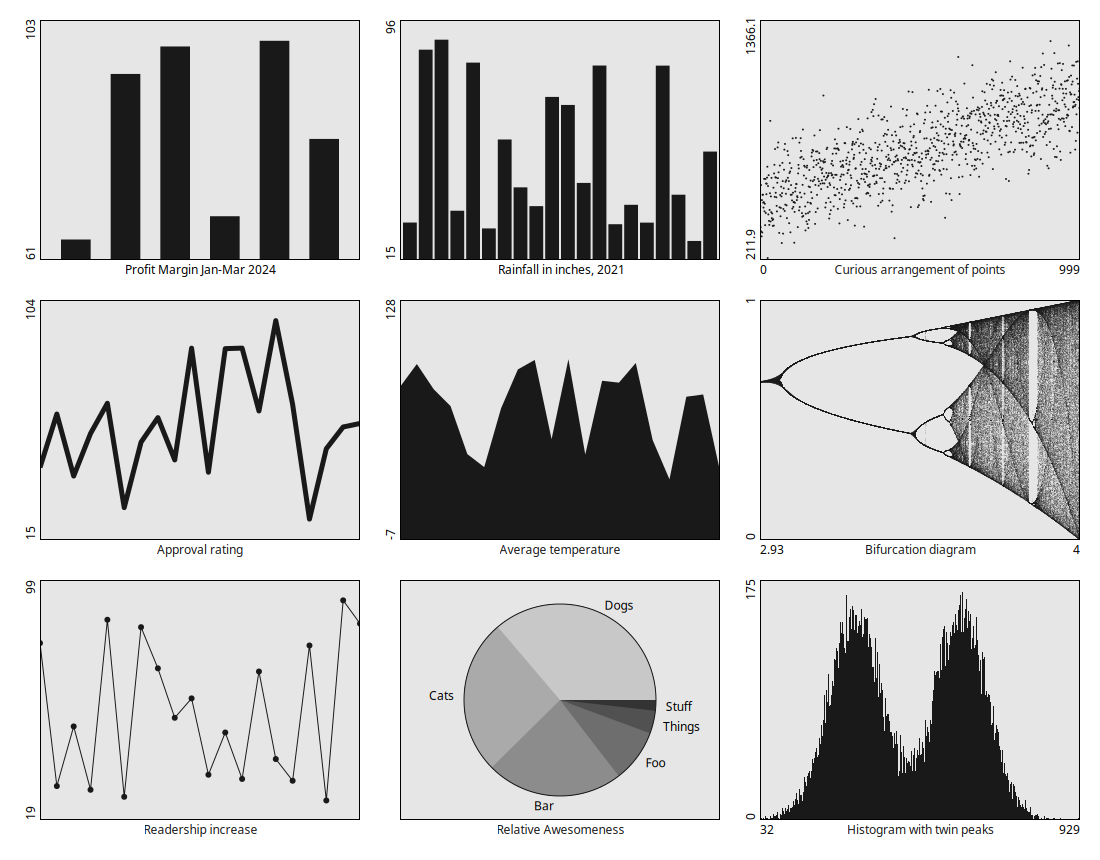 103
61
Profit Margin Jan-Mar 2024
96
15
Rainfall in inches, 2021
1366.1
211.9
0
Curious arrangement of points
999
104
15
Approval rating
128
-7
Average temperature
1
0
2.93
Bifurcation diagram
4
99
19
Readership increase
Dogs
Cats
Stuff
Things
Foo
Bar
Relative Awesomeness
175
0
32
Histogram with twin peaks
929